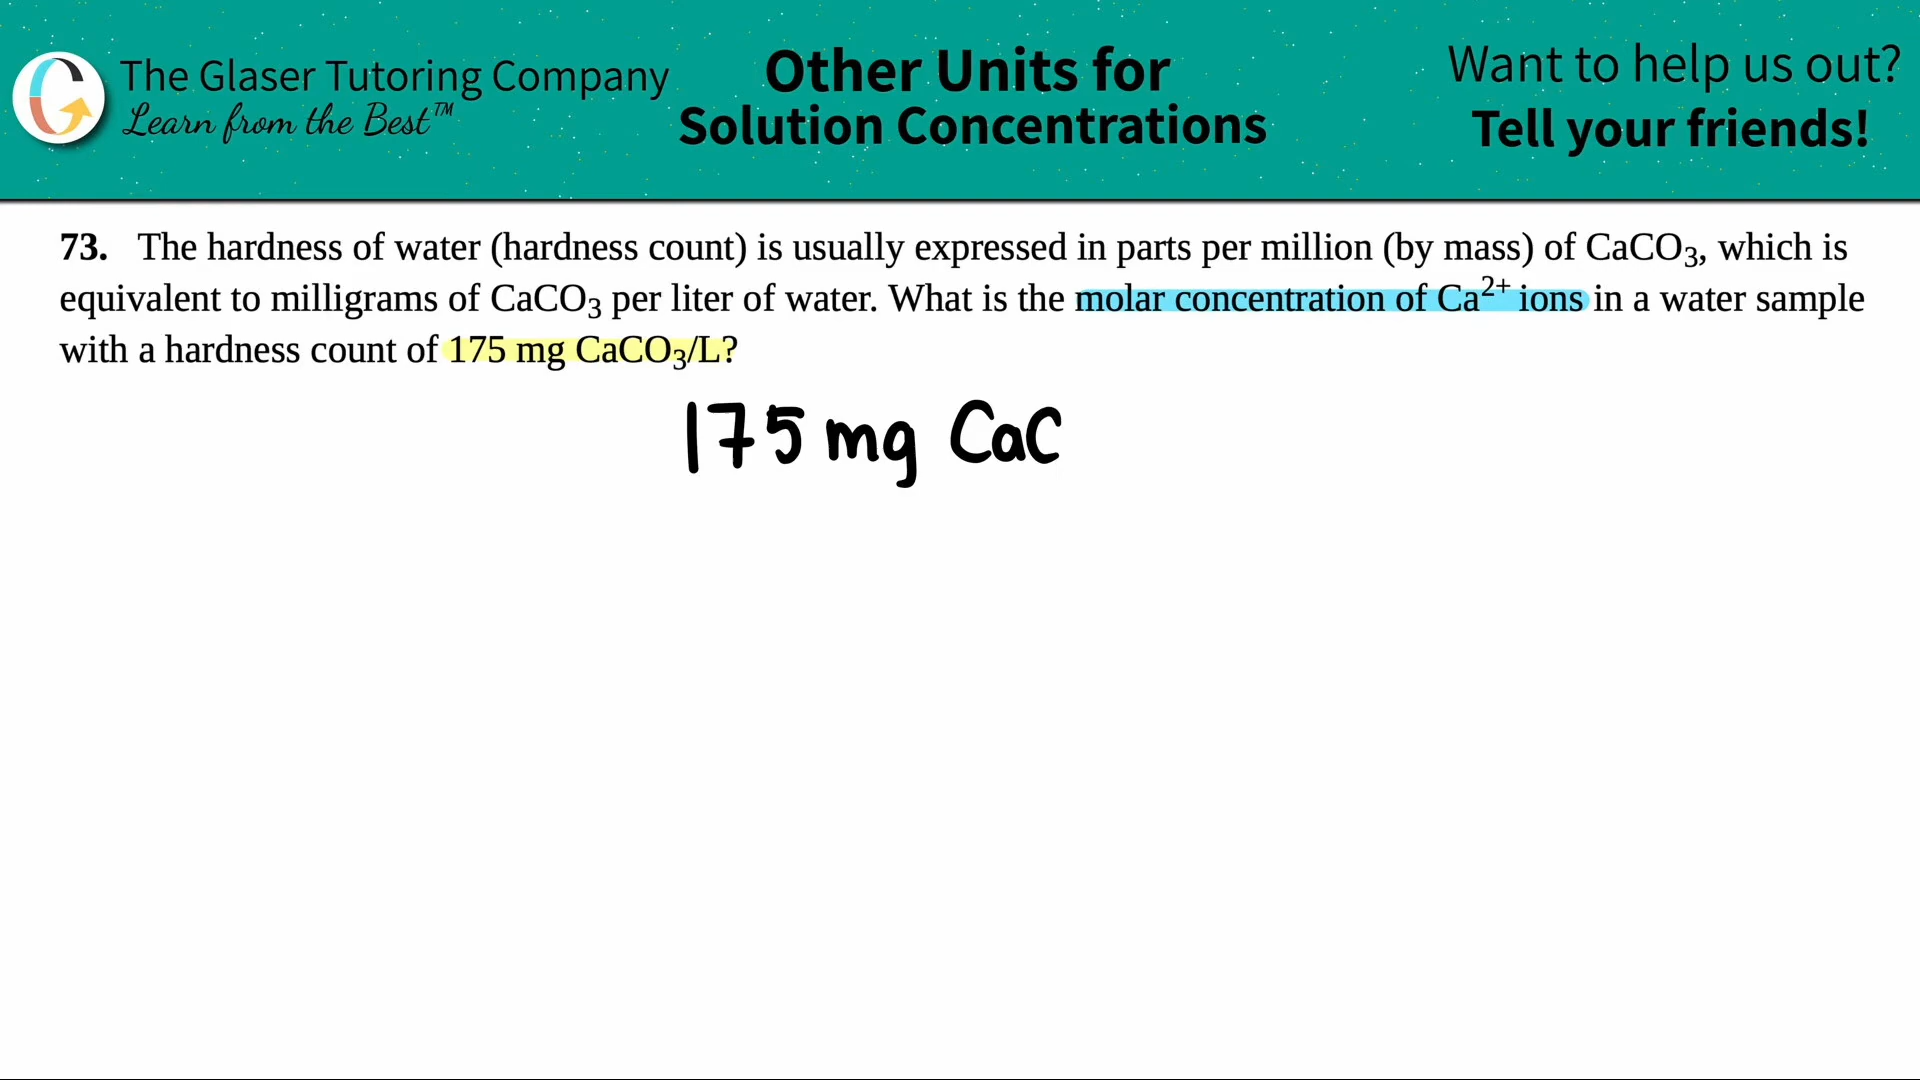 The Glaser Tutoring Company
Learn from the Best™
Other Units for
Solution Concentrations
Want to help us out?
Tell your friends!
73. The hardness of water (hardness count) is usually expressed in parts per million (by mass) of CaCO₃, which is
equivalent to milligrams of CaCO₃ per liter of water. What is the molar concentration of Ca²⁺ ions in a water sample
with a hardness count of 175 mg CaCO₃/L?
175 mg CaC